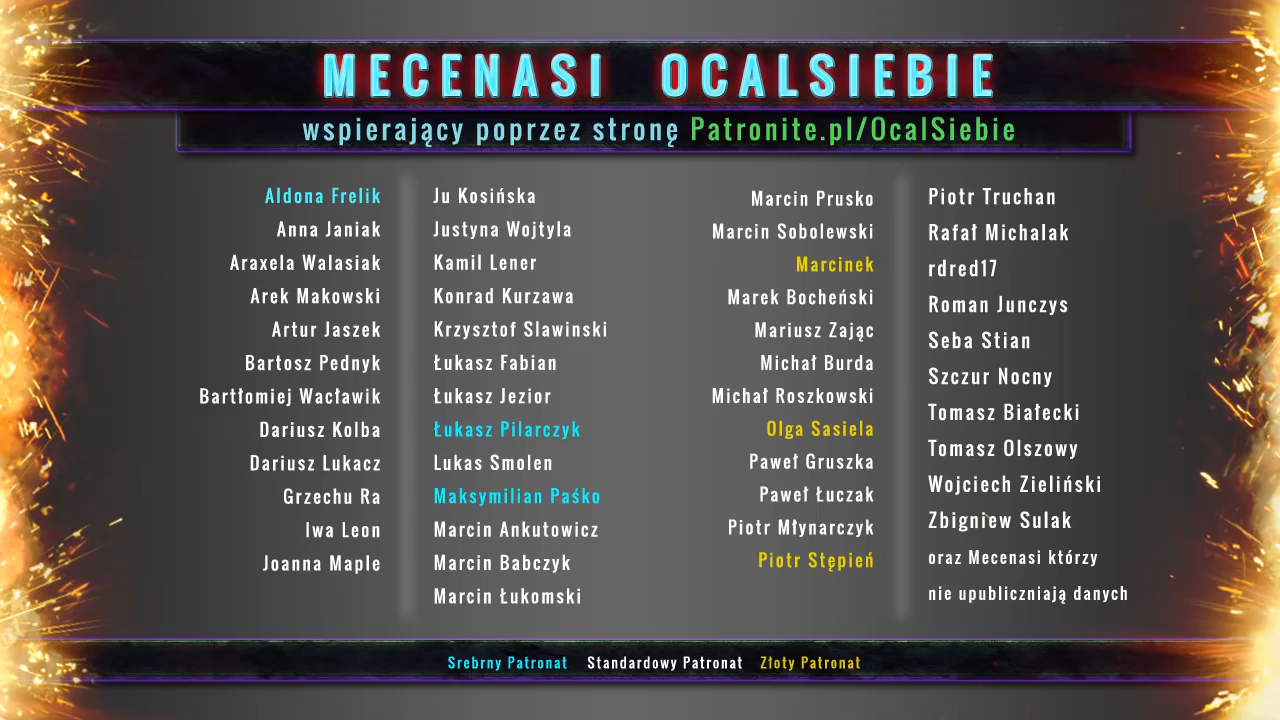 MECENASI OCALSIEBIE
wspierający poprzez stronę Patronite.pl/OcalSiebie
Aldona Frelik
Anna Janiak
Araxela Walasiak
Arek Makowski
Artur Jaszek
Bartosz Pednyk
Bartłomiej Wacławik
Dariusz Kolba
Dariusz Lukacz
Grzechu Ra
Iwa Leon
Joanna Maple
Ju Kosińska
Justyna Wojtyla
Kamil Lener
Konrad Kurzawa
Krzysztof Slawinski
Łukasz Fabian
Łukasz Jezior
Łukasz Pilarczyk
Lukas Smolen
Maksymilian Paśko
Marcin Ankutowicz
Marcin Babczyk
Marcin Łukomski
Marcin Prusko
Marcin Sobolewski
Marcinek
Marek Bocheński
Mariusz Zając
Michał Burda
Michał Roszkowski
Olga Sasiela
Paweł Gruszka
Paweł Łuczak
Piotr Młynarczyk
Piotr Stępień
Piotr Truchan
Rafał Michalak
rdred17
Roman Junczys
Seba Stian
Szczur Nocny
Tomasz Białecki
Tomasz Olszowy
Wojciech Zieliński
Zbigniew Sulak
oraz Mecenasi którzy
nie upubliczniają danych
Srebrny Patronat Standardowy Patronat Złoty Patronat